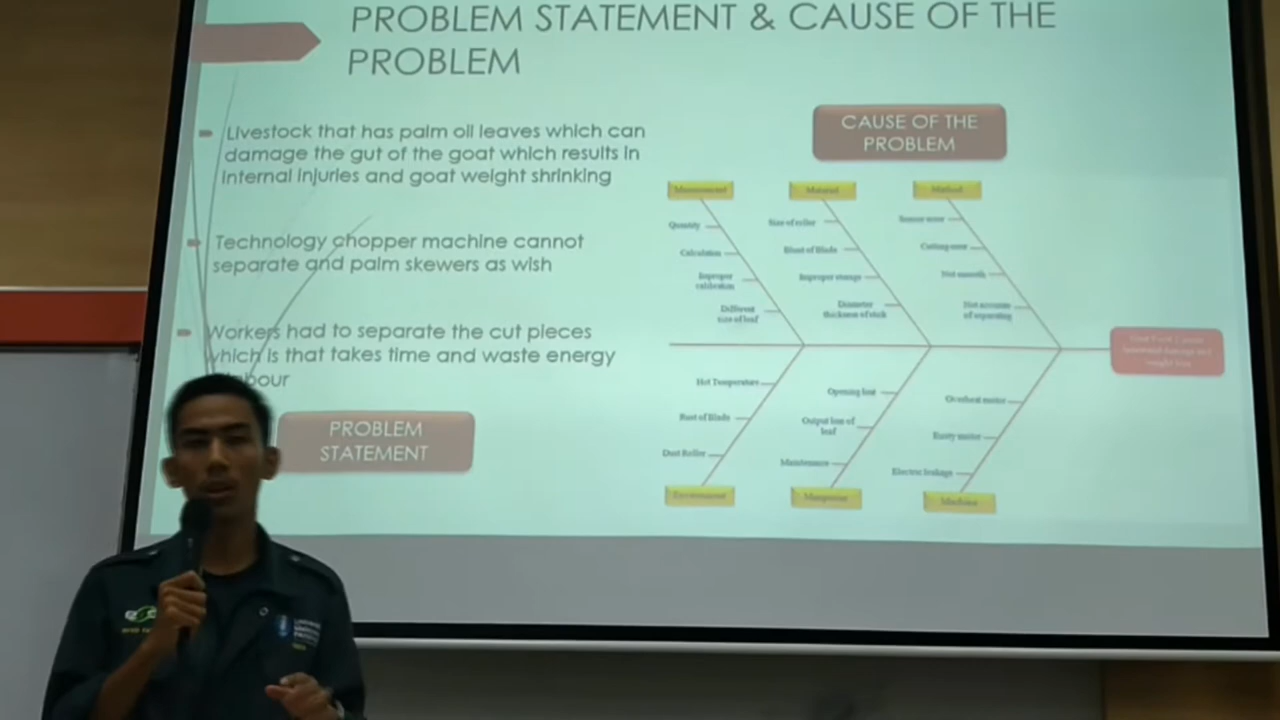 PROBLEM STATEMENT & CAUSE OF THE
PROBLEM
Livestock that has palm oil leaves which can
damage the gut of the goat which results in
internal injuries and goat weight shrinking
Technology chopper machine cannot
separate and palm skewers as wish
Workers had to separate the cut pieces
which is that takes time and waste energy
PROBLEM
STATEMENT
CAUSE OF THE
PROBLEM
Measurement
Material
Method
Quantity
Calculation
Improper
calibration
Different
size of leaf
Size of roller
Blunt of Blade
Improper storage
Diameter
thickness of stick
Cutting
Not smooth
Not accurate
of separating
Hot Temperature
Rust of Blade
Dust Roller
Environment
Opening
Output
leaf
Maintenance
Manpower
Overheat motor
Rusty motor
Electric leakage
Machine